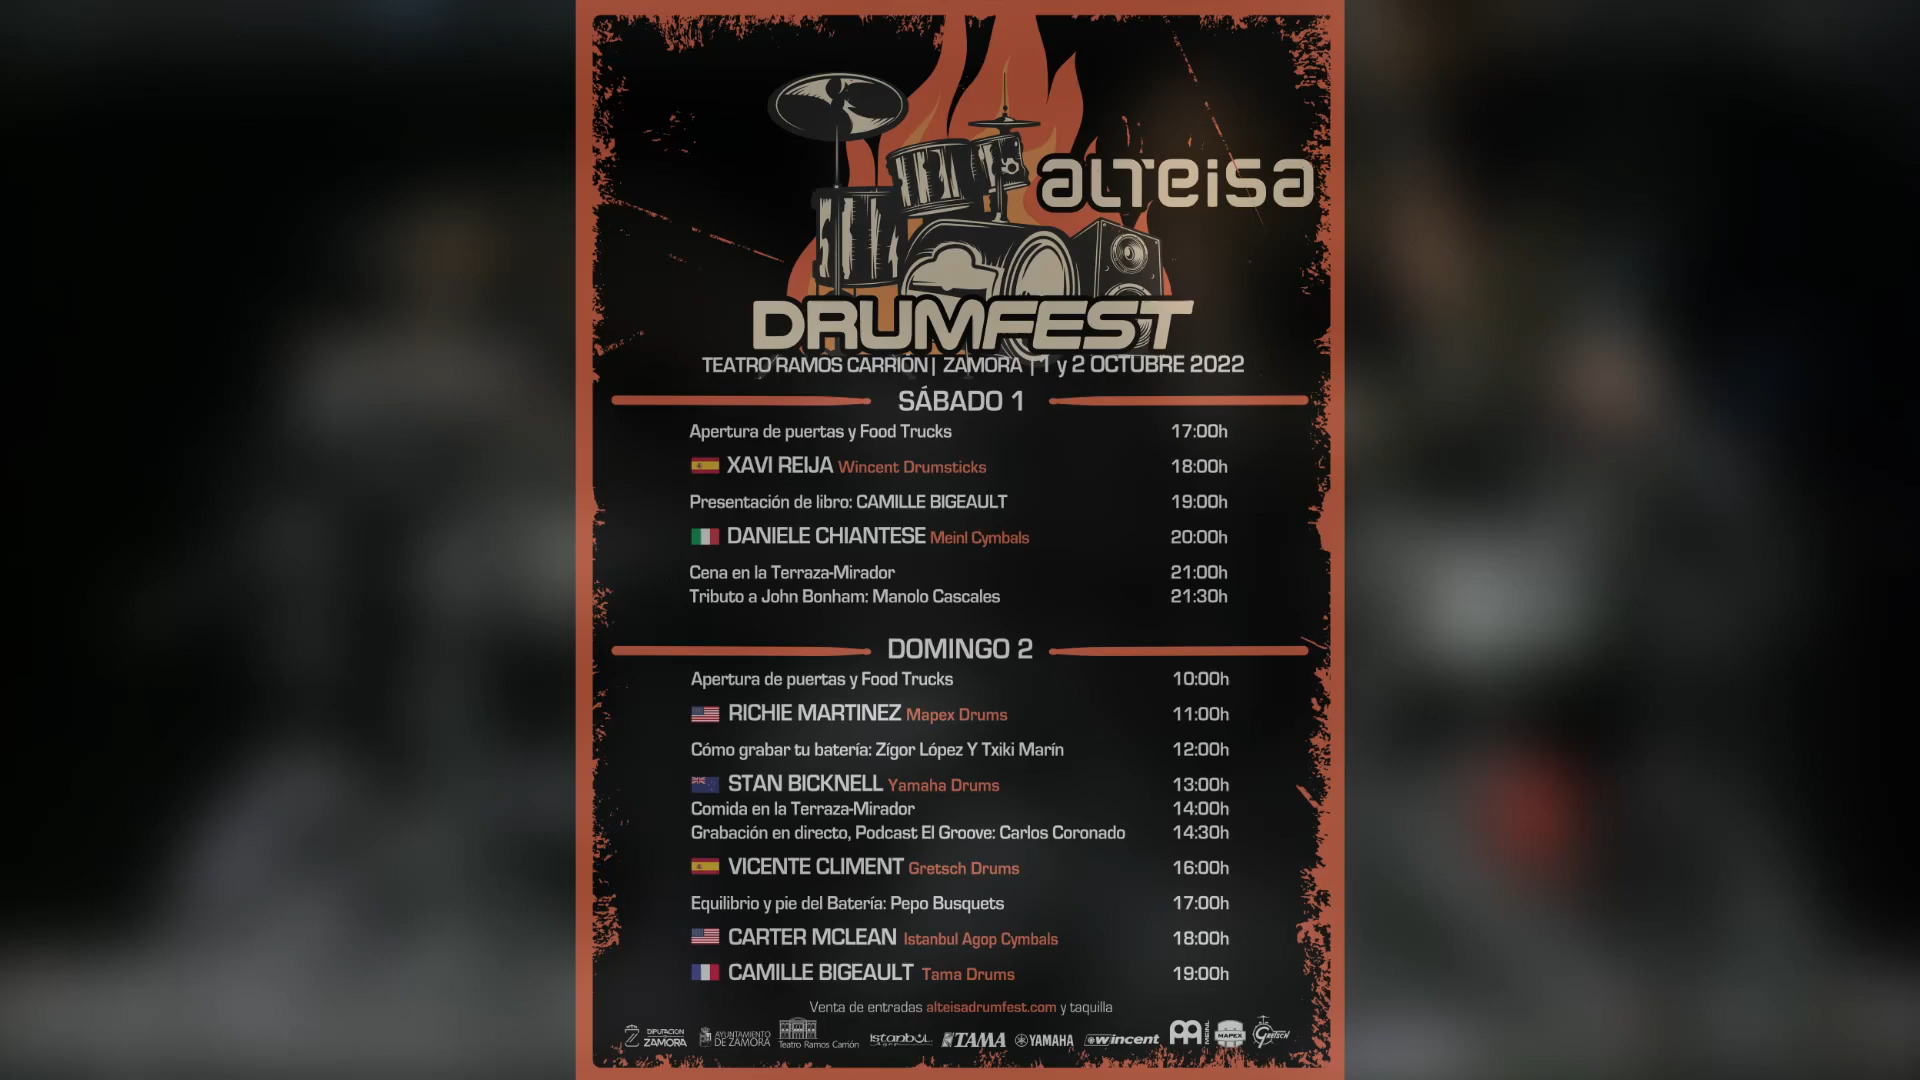 alteisa
DRUMFEST
TEATRO RAMOS CARRIÓN | ZAMORA | 1 y 2 OCTUBRE 2022
SÁBADO 1
Apertura de puertas y Food Trucks 17:00h
XAVI REIJA Wincent Drumsticks 18:00h
Presentación de libro: CAMILLE BIGEAULT 19:00h
DANIELE CHIANTESE Meinl Cymbals 20:00h
Cena en la Terraza-Mirador 21:00h
Tributo a John Bonham: Manolo Cascales 21:30h
DOMINGO 2
Apertura de puertas y Food Trucks 10:00h
RICHIE MARTINEZ Mapex Drums 11:00h
Cómo grabar tu batería: Zígor López Y Txiki Marín 12:00h
STAN BICKNELL Yamaha Drums 13:00h
Comida en la Terraza-Mirador 14:00h
Grabación en directo, Podcast El Groove: Carlos Coronado 14:30h
VICENTE CLIMENT Gretsch Drums 16:00h
Equilibrio y pie del Batería: Pepo Busquets 17:00h
CARTER MCLEAN Istanbul Agop Cymbals 18:00h
CAMILLE BIGEAULT Tama Drums 19:00h
Venta de entradas alteisadrumfest.com y taquilla
DIPUTACIÓN ZAMORA AYUNTAMIENTO DE ZAMORA Teatro Ramos Carrión istanbul Agop TAMA YAMAHA wincent MEINL MAPEX Gretsch